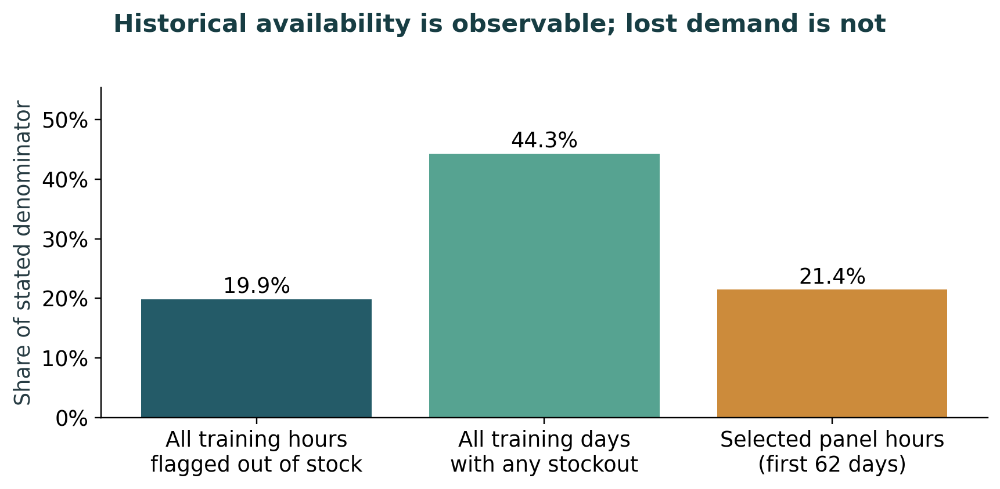 Historical availability is observable; lost demand is not
Share of stated denominator
50%
40%
30%
20%
10%
0%
19.9%
44.3%
21.4%
All training hours
flagged out of stock
All training days
with any stockout
Selected panel hours
(first 62 days)